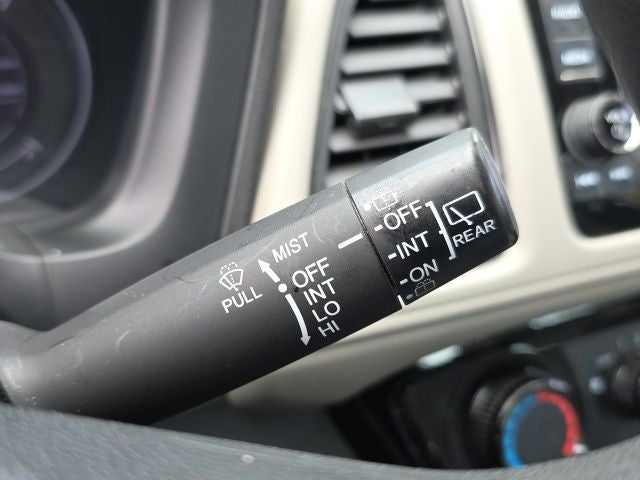 MIST
OFF
INT
LO
HI
PULL
OFF
INT
ON
REAR